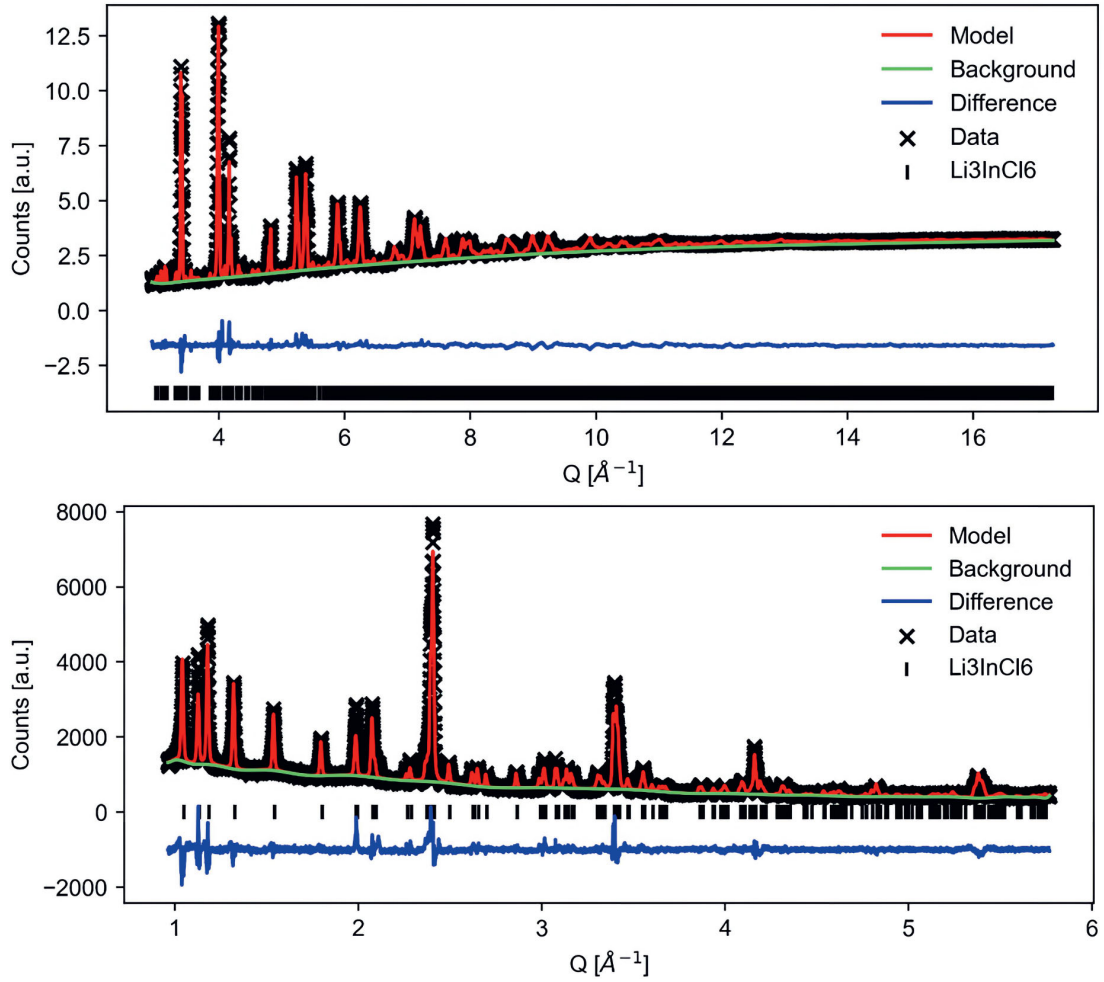 12.5
10.0
7.5
5.0
2.5
0.0
−2.5
Counts [a.u.]
Model
Background
Difference
Data
Li3InCl6
4 6 8 10 12 14 16
Q [Å⁻¹]
8000
6000
4000
2000
0
−2000
Counts [a.u.]
Model
Background
Difference
Data
Li3InCl6
1 2 3 4 5 6
Q [Å⁻¹]